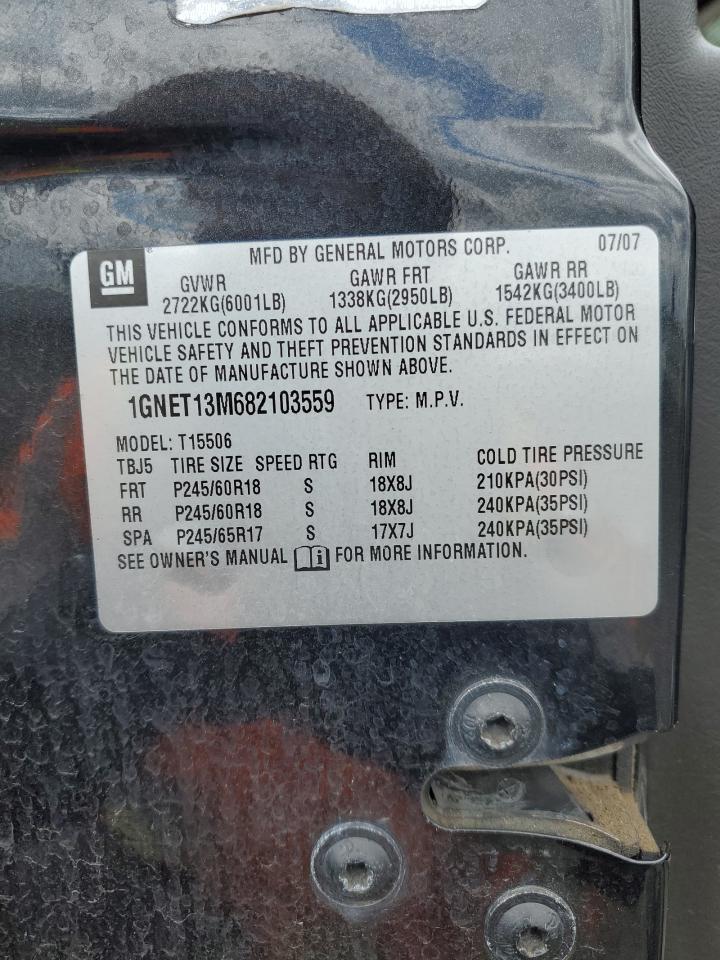 GM
MFD BY GENERAL MOTORS CORP. 07/07
GVWR GAWR FRT GAWR RR
2722KG(6001LB) 1338KG(2950LB) 1542KG(3400LB)
THIS VEHICLE CONFORMS TO ALL APPLICABLE U.S. FEDERAL MOTOR
VEHICLE SAFETY AND THEFT PREVENTION STANDARDS IN EFFECT ON
THE DATE OF MANUFACTURE SHOWN ABOVE.
1GNET13M682103559 TYPE: M.P.V.
MODEL: T15506
TBJ5 TIRE SIZE SPEED RTG RIM COLD TIRE PRESSURE
FRT P245/60R18 S 18X8J 210KPA(30PSI)
RR P245/60R18 S 18X8J 240KPA(35PSI)
SPA P245/65R17 S 17X7J 240KPA(35PSI)
SEE OWNER'S MANUAL i FOR MORE INFORMATION.